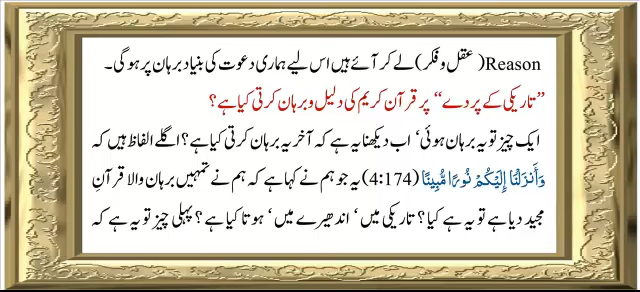 Reason( عقل و فکر) لے کر آئے ہیں اس لیے ہماری دعوت کی بنیاد برہان پر ہو گی۔
”تاریکی کے پردے“ پر قرآن کریم کی دلیل و برہان کرتی کیا ہے؟
ایک چیز تو یہ برہان ہوئی‘ اب دیکھنا یہ ہے کہ آخر یہ برہان کرتی کیا ہے؟ اگلے الفاظ ہیں کہ
وَأَنزَلْنَا إِلَيْكُمْ نُورًا مُّبِينًا (4:174) یہ جو ہم نے کہا ہے کہ ہم نے تمہیں برہان والا قرآنِ
مجید دیا ہے تو یہ ہے کیا؟ تاریکی میں‘ اندھیرے میں‘ ہوتا کیا ہے؟ پہلی چیز تو یہ ہے کہ